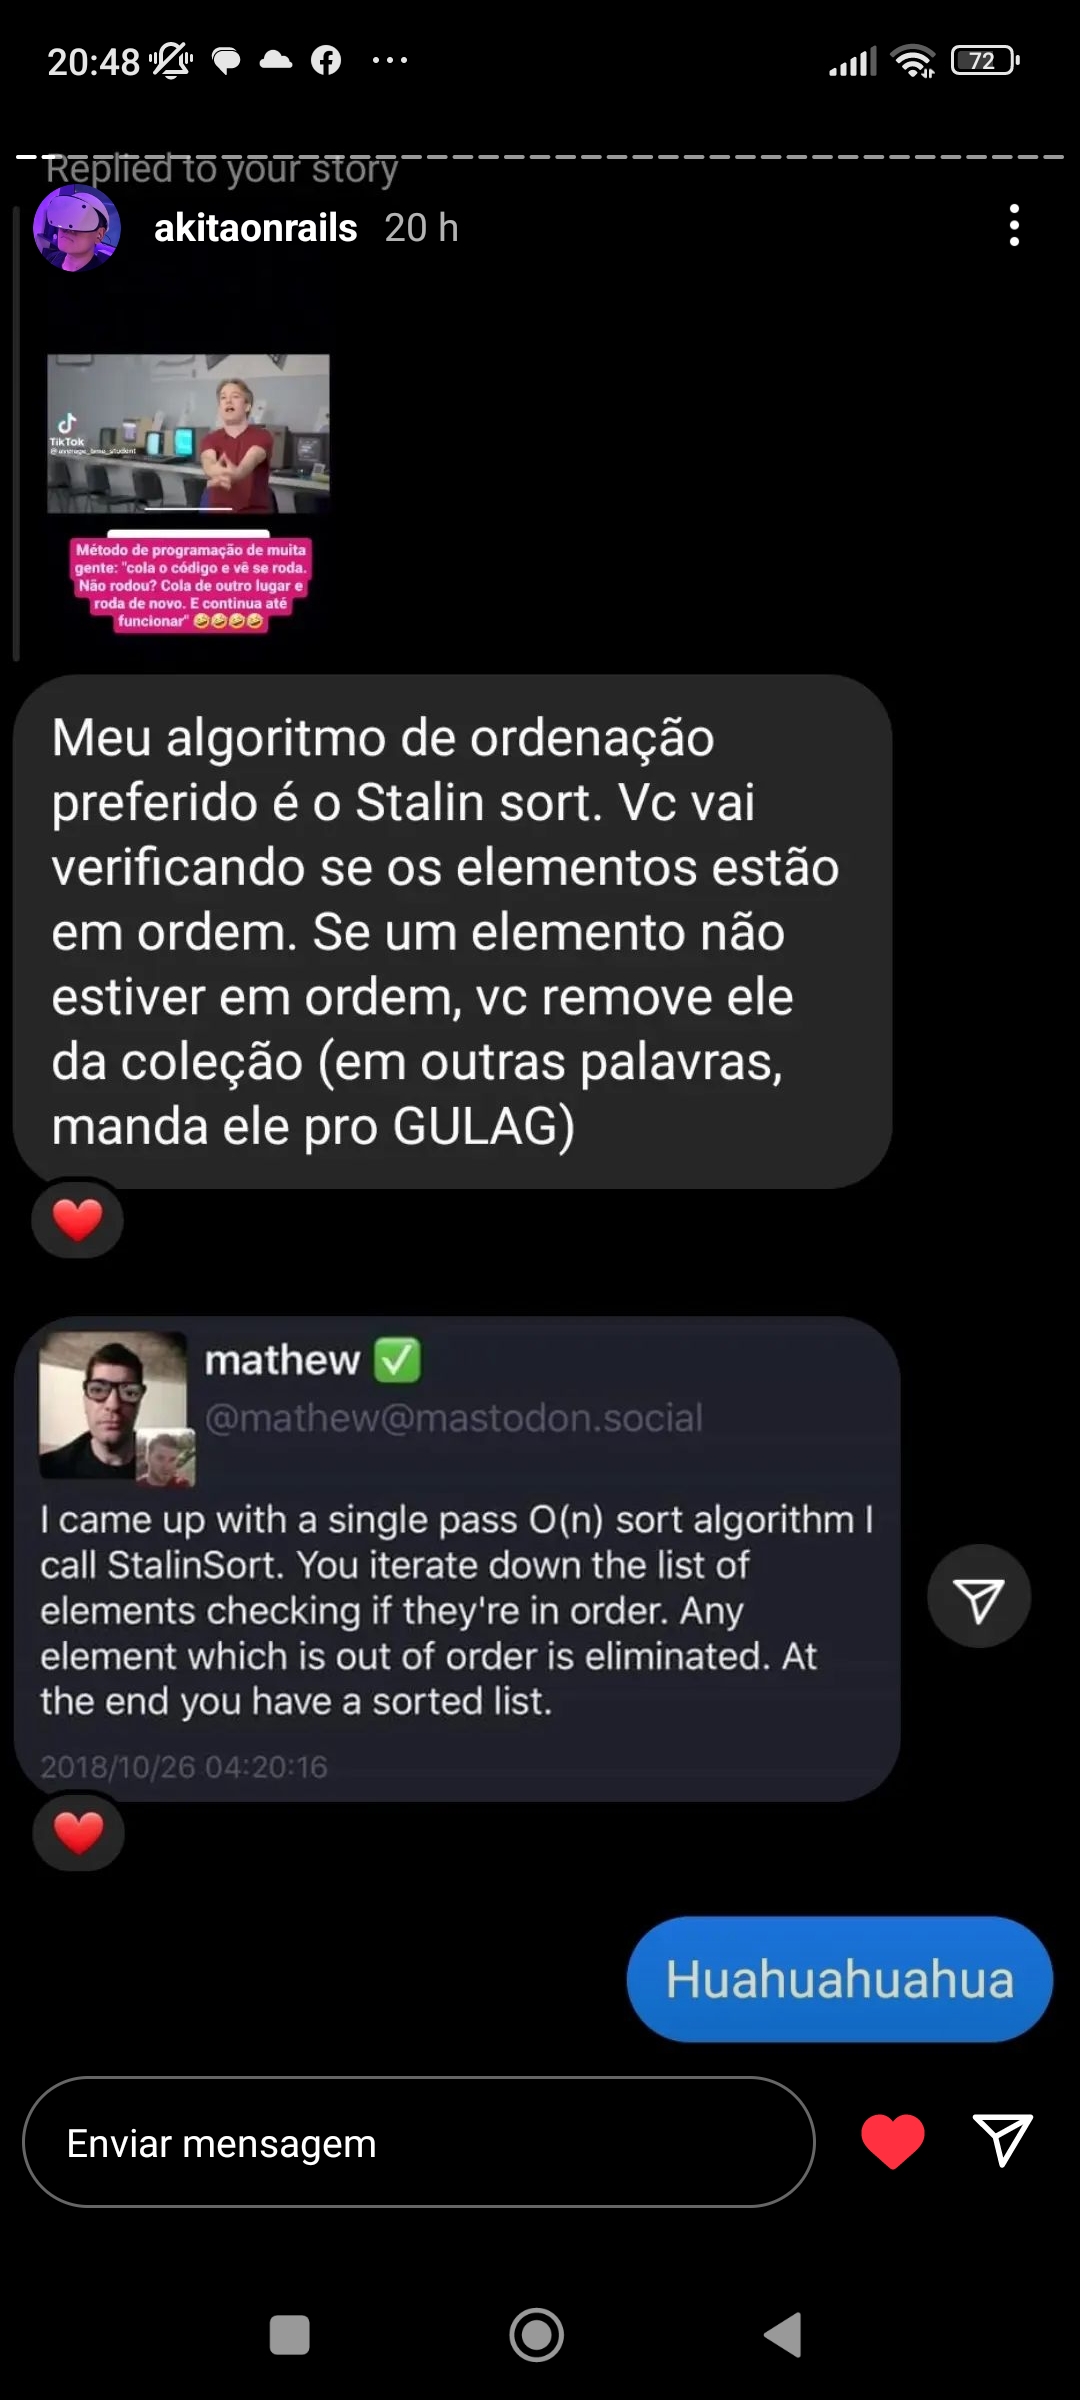 20:48
72
Replied to your story
akitaonrails 20 h
TikTok
Método de programação de muita
gente: "cola o código e vê se roda.
Não rodou? Cola de outro lugar e
roda de novo. E continua até
funcionar" 🤣🤣🤣🤣
Meu algoritmo de ordenação
preferido é o Stalin sort. Vc vai
verificando se os elementos estão
em ordem. Se um elemento não
estiver em ordem, vc remove ele
da coleção (em outras palavras,
manda ele pro GULAG)
mathew ✅
@mathew@mastodon.social
I came up with a single pass O(n) sort algorithm I
call StalinSort. You iterate down the list of
elements checking if they're in order. Any
element which is out of order is eliminated. At
the end you have a sorted list.
2018/10/26 04:20:16
Huahuahuahua
Enviar mensagem